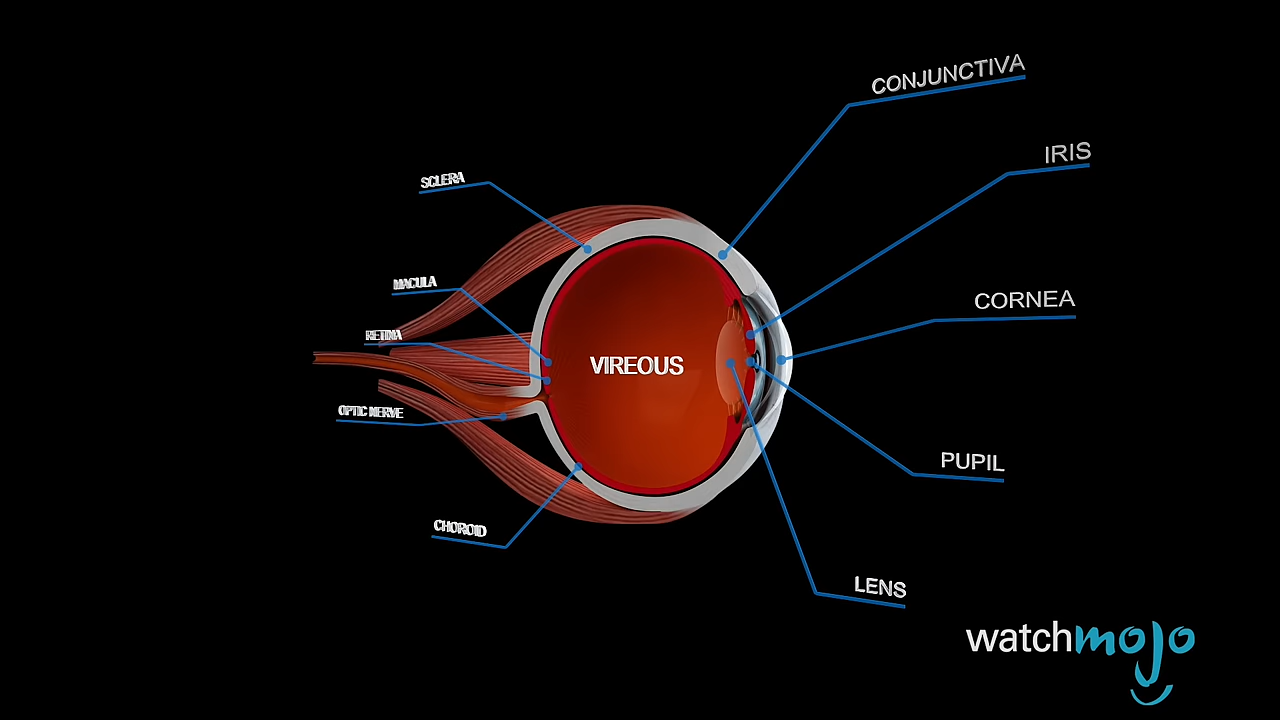 CONJUNCTIVA
IRIS
SCLERA
MACULA
CORNEA
RETINA
VIREOUS
OPTIC NERVE
PUPIL
CHOROID
LENS
watchmojo